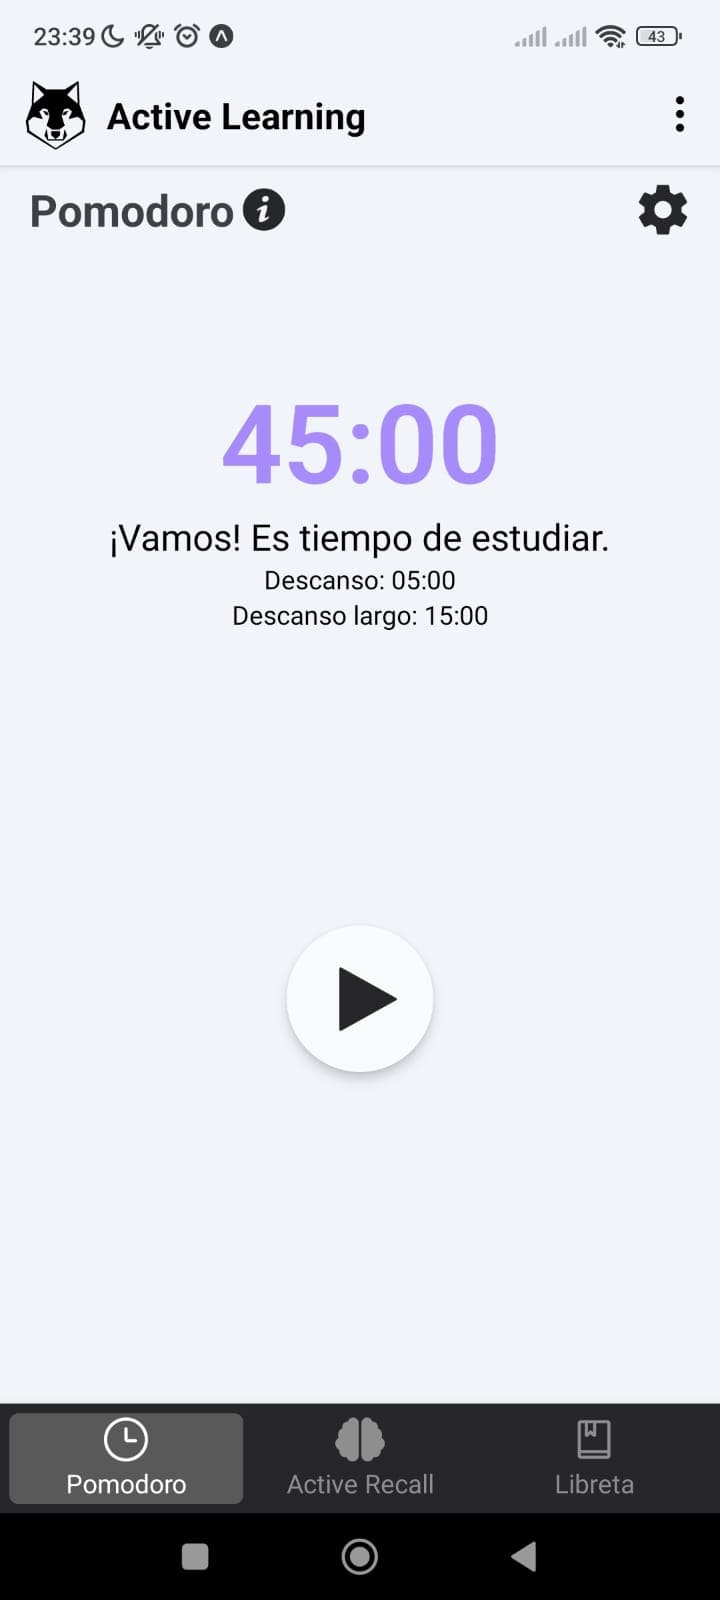 23:39
43
Active Learning
Pomodoro
45:00
¡Vamos! Es tiempo de estudiar.
Descanso: 05:00
Descanso largo: 15:00
Pomodoro
Active Recall
Libreta